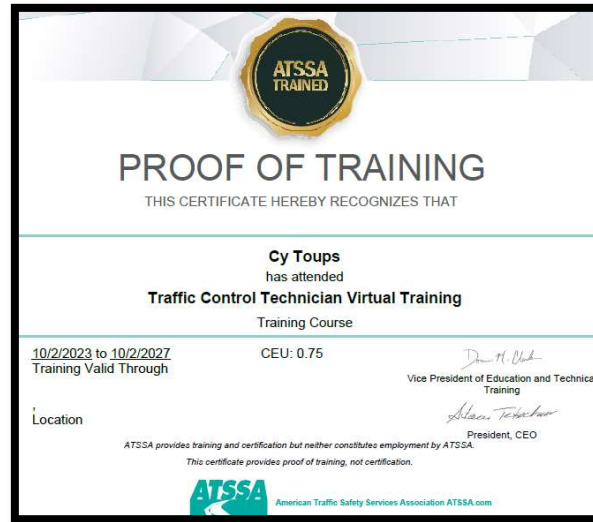 ATSSA
TRAINED
PROOF OF TRAINING
THIS CERTIFICATE HEREBY RECOGNIZES THAT
Cy Toups
has attended
Traffic Control Technician Virtual Training
Training Course
10/2/2023 to 10/2/2027
Training Valid Through
CEU: 0.75
Vice President of Education and Technica
Training
,
Location
President, CEO
ATSSA provides training and certification but neither constitutes employment by ATSSA.
This certificate provides proof of training, not certification.
ATSSA
American Traffic Safety Services Association ATSSA.com